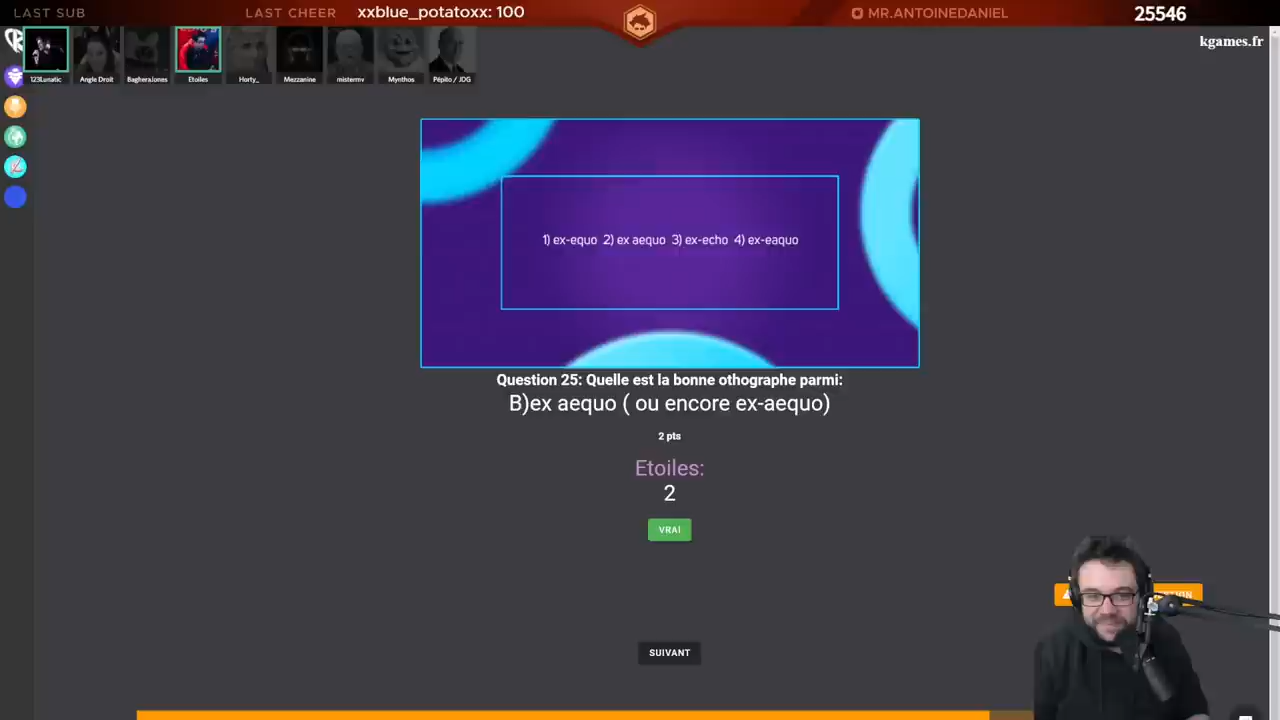 LAST SUB
LAST CHEER
xxblue_potatoxx: 100
MR.ANTOINEDANIEL
25546
kgames.fr
123Lunatic
Angle Droit
BagheraJones
Etoiles
Horty_
Mezzanine
mistermv
Mynthos
Pépito / JDG
1) ex-equo 2) ex aequo 3) ex-echo 4) ex-eaquo
Question 25: Quelle est la bonne othographe parmi:
B)ex aequo ( ou encore ex-aequo)
2 pts
Etoiles:
2
VRAI
SUIVANT